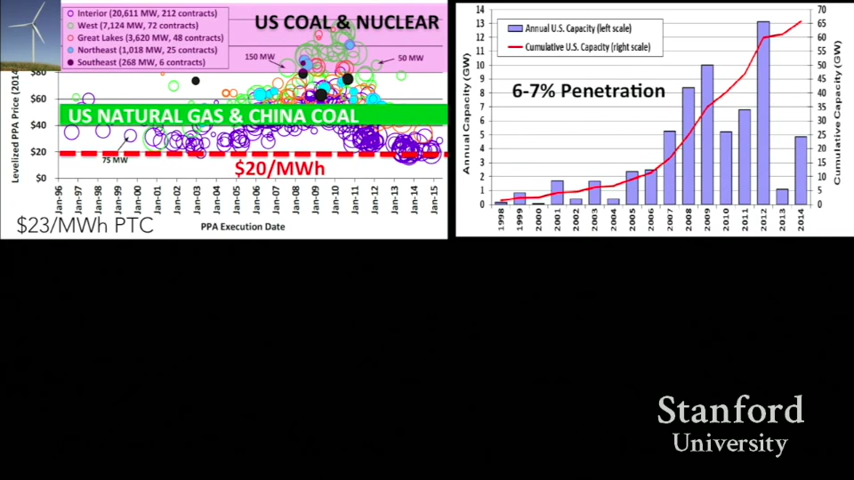 Interior (20,611 MW, 212 contracts)
West (7,124 MW, 72 contracts)
Great Lakes (3,620 MW, 48 contracts)
Northeast (1,018 MW, 25 contracts)
Southeast (268 MW, 6 contracts)
US COAL & NUCLEAR
150 MW
50 MW
$80
$60
$40
$20
$0
Levelized PPA Price (2014
US NATURAL GAS & CHINA COAL
75 MW
$20/MWh
Jan-96
Jan-97
Jan-98
Jan-99
Jan-00
Jan-01
Jan-02
Jan-03
Jan-04
Jan-05
Jan-06
Jan-07
Jan-08
Jan-09
Jan-10
Jan-11
Jan-12
Jan-13
Jan-14
Jan-15
PPA Execution Date
$23/MWh PTC
Annual U.S. Capacity (left scale)
Cumulative U.S. Capacity (right scale)
6-7% Penetration
Annual Capacity (GW)
14
13
12
11
10
9
8
7
6
5
4
3
2
1
0
70
65
60
55
50
45
40
35
30
25
20
15
10
5
0
Cumulative Capacity (GW)
1998
1999
2000
2001
2002
2003
2004
2005
2006
2007
2008
2009
2010
2011
2012
2013
2014
Stanford
University